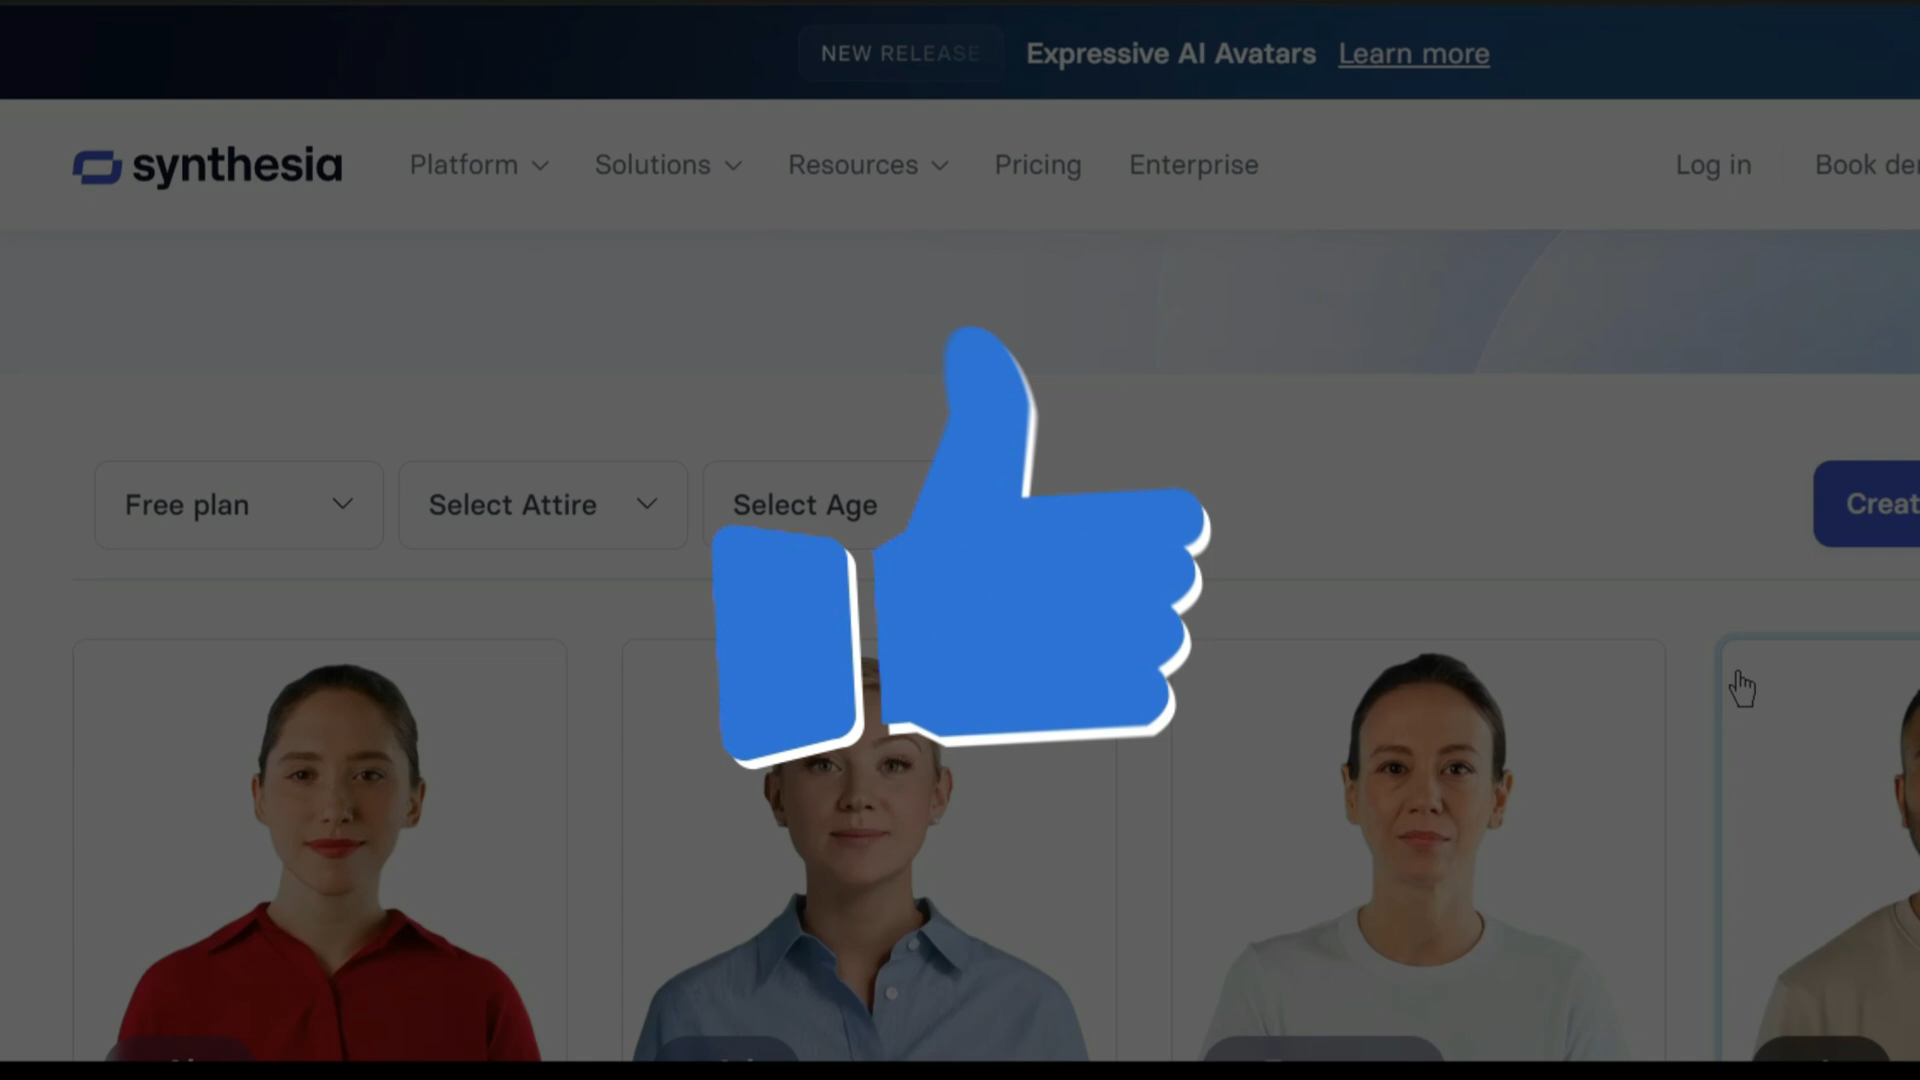 NEW RELEASE Expressive AI Avatars Learn more
synthesia Platform Solutions Resources Pricing Enterprise Log in Book
Free plan Select Attire Select Age